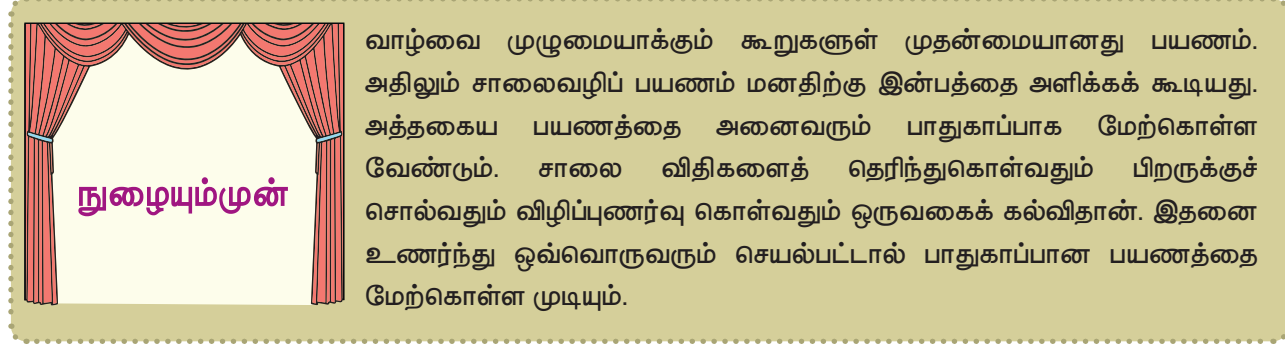 நுழையும்முன்
வாழ்வை முழுமையாக்கும் கூறுகளுள் முதன்மையானது பயணம்.
அதிலும் சாலைவழிப் பயணம் மனதிற்கு இன்பத்தை அளிக்கக் கூடியது.
அத்தகைய பயணத்தை அனைவரும் பாதுகாப்பாக மேற்கொள்ள
வேண்டும். சாலை விதிகளைத் தெரிந்துகொள்வதும் பிறருக்குச்
சொல்வதும் விழிப்புணர்வு கொள்வதும் ஒருவகைக் கல்விதான். இதனை
உணர்ந்து ஒவ்வொருவரும் செயல்பட்டால் பாதுகாப்பான பயணத்தை
மேற்கொள்ள முடியும்.